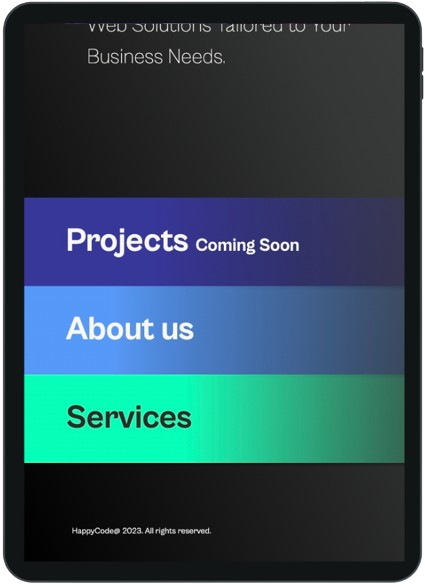 Web Solutions Tailored to Your
Business Needs.
Projects Coming Soon
About us
Services
HappyCode@ 2023. All rights reserved.